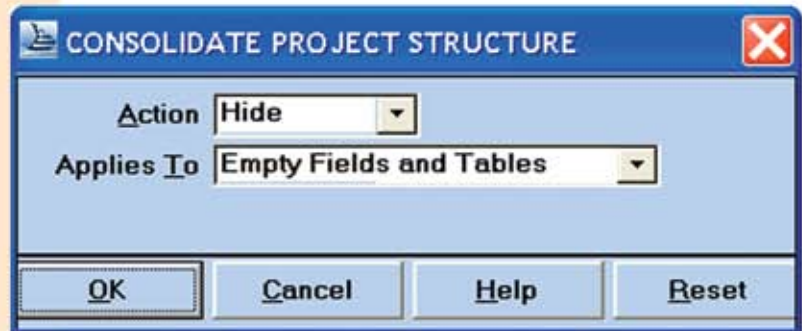 CONSOLIDATE PROJECT STRUCTURE
Action Hide
Applies To Empty Fields and Tables
OK Cancel Help Reset